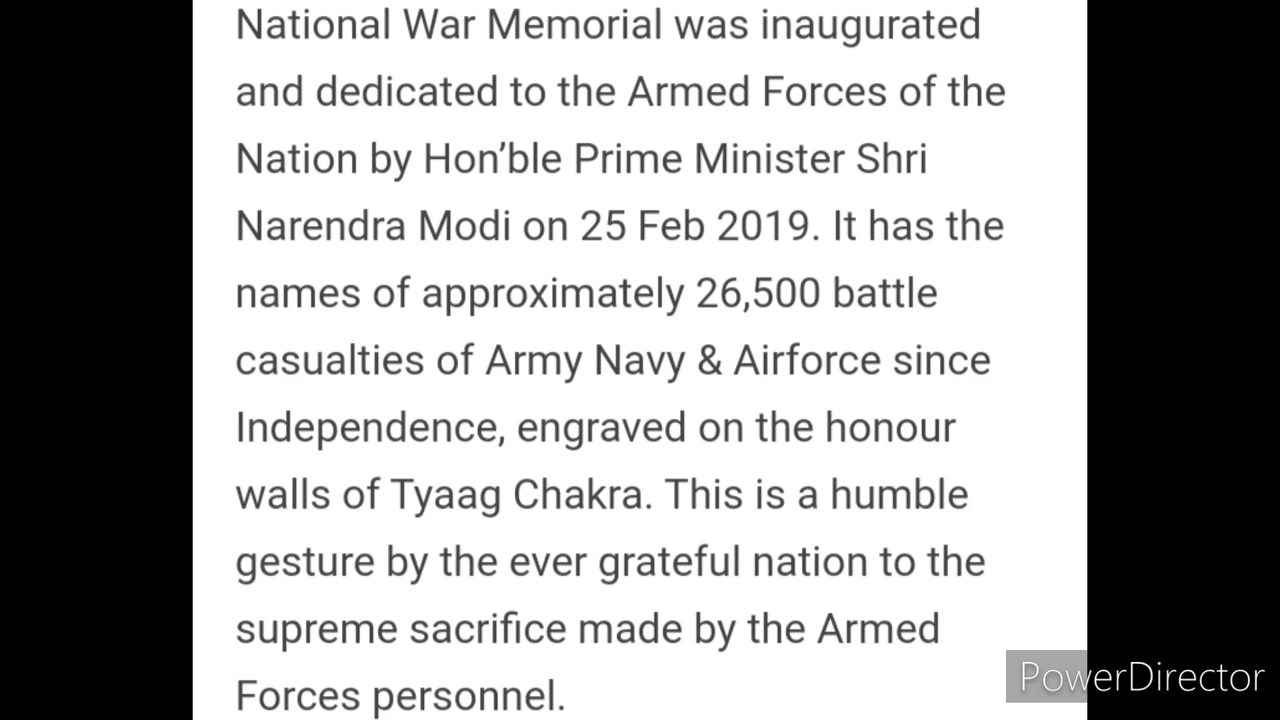 National War Memorial was inaugurated
and dedicated to the Armed Forces of the
Nation by Hon’ble Prime Minister Shri
Narendra Modi on 25 Feb 2019. It has the
names of approximately 26,500 battle
casualties of Army Navy & Airforce since
Independence, engraved on the honour
walls of Tyaag Chakra. This is a humble
gesture by the ever grateful nation to the
supreme sacrifice made by the Armed
Forces personnel.
PowerDirector